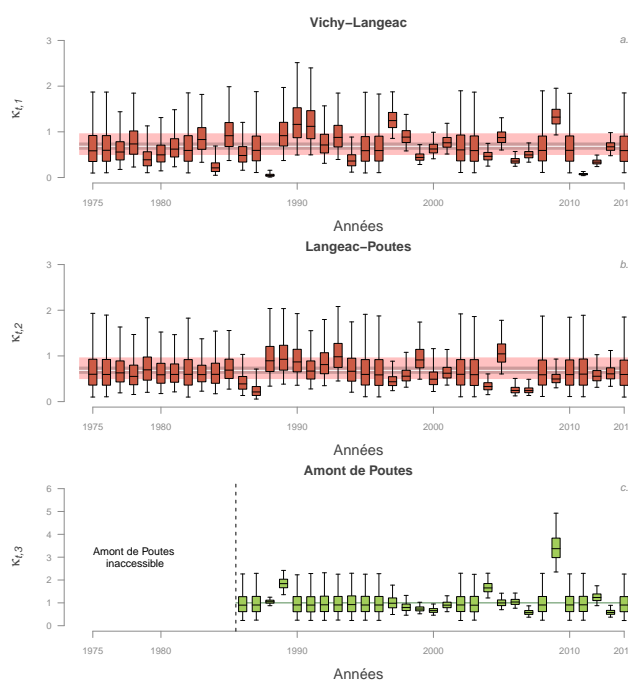 Vichy−Langeac
a.
κt,1
3
2
1
0
1975 1980 1990 2000 2010 201
Années
Langeac−Poutes
b.
κt,2
3
2
1
0
1975 1980 1990 2000 2010 201
Années
Amont de Poutes
c.
κt,3
6
5
4
3
2
1
0
Amont de Poutes
inaccessible
1975 1990 2000 2010 201
Années